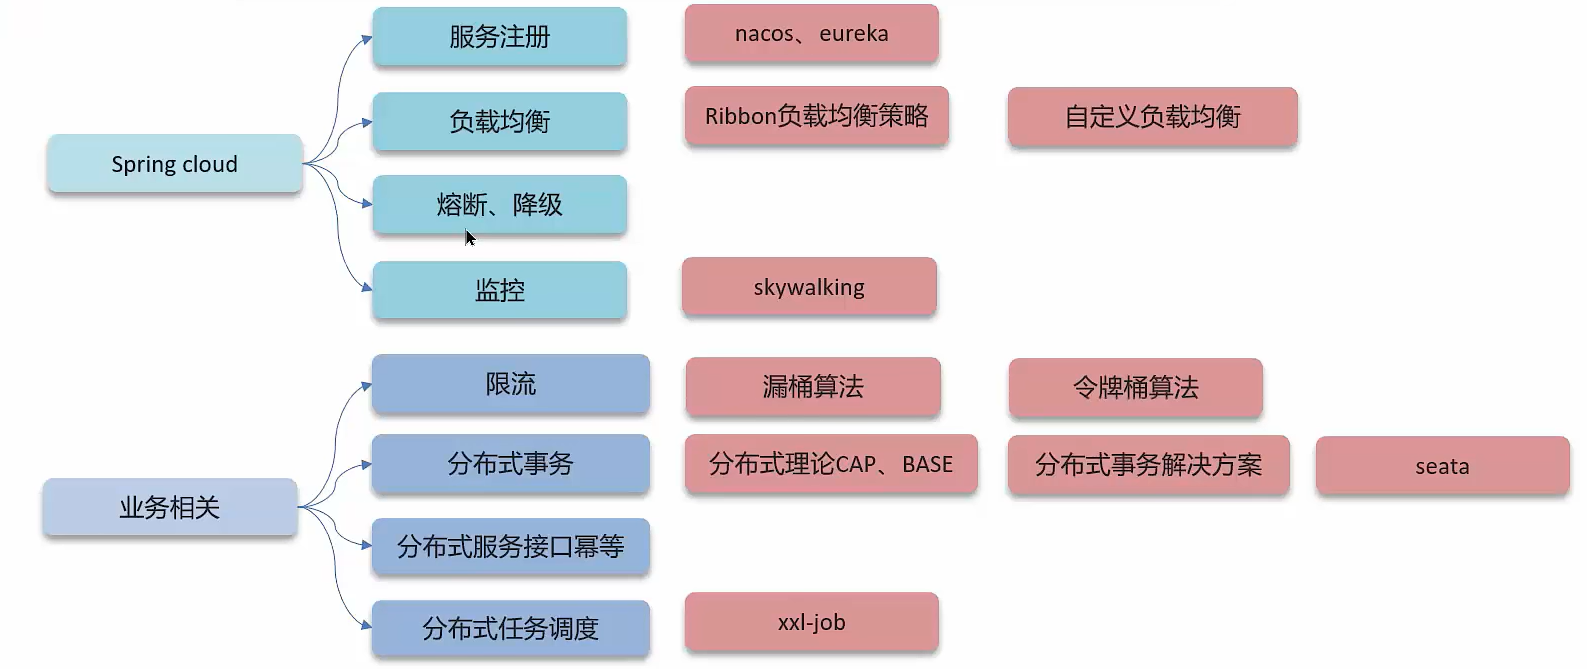 Spring cloud
服务注册
nacos、eureka
负载均衡
Ribbon负载均衡策略
自定义负载均衡
熔断、降级
监控
skywalking
业务相关
限流
漏桶算法
令牌桶算法
分布式事务
分布式理论CAP、BASE
分布式事务解决方案
seata
分布式服务接口幂等
分布式任务调度
xxl-job